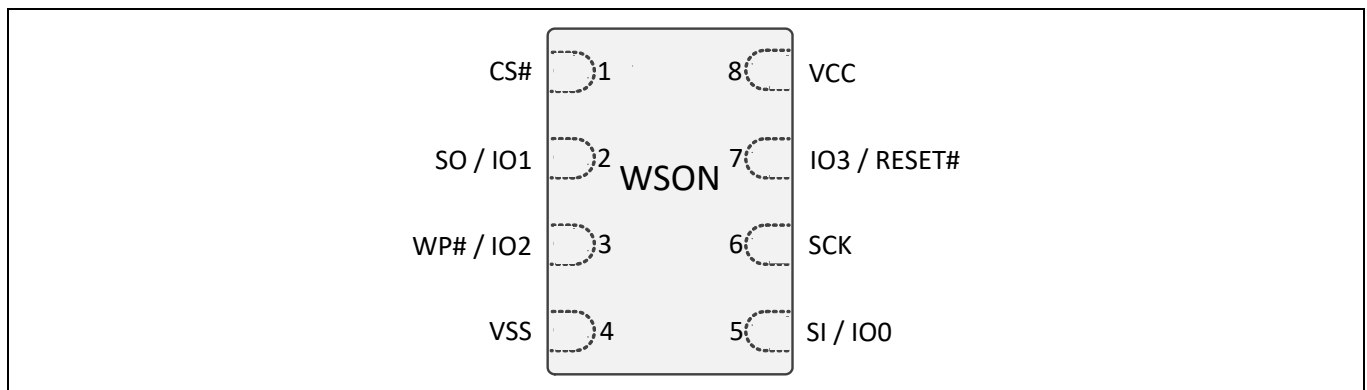 CS# 1 8 VCC
SO / IO1 2 7 IO3 / RESET#
WSON
WP# / IO2 3 6 SCK
VSS 4 5 SI / IO0